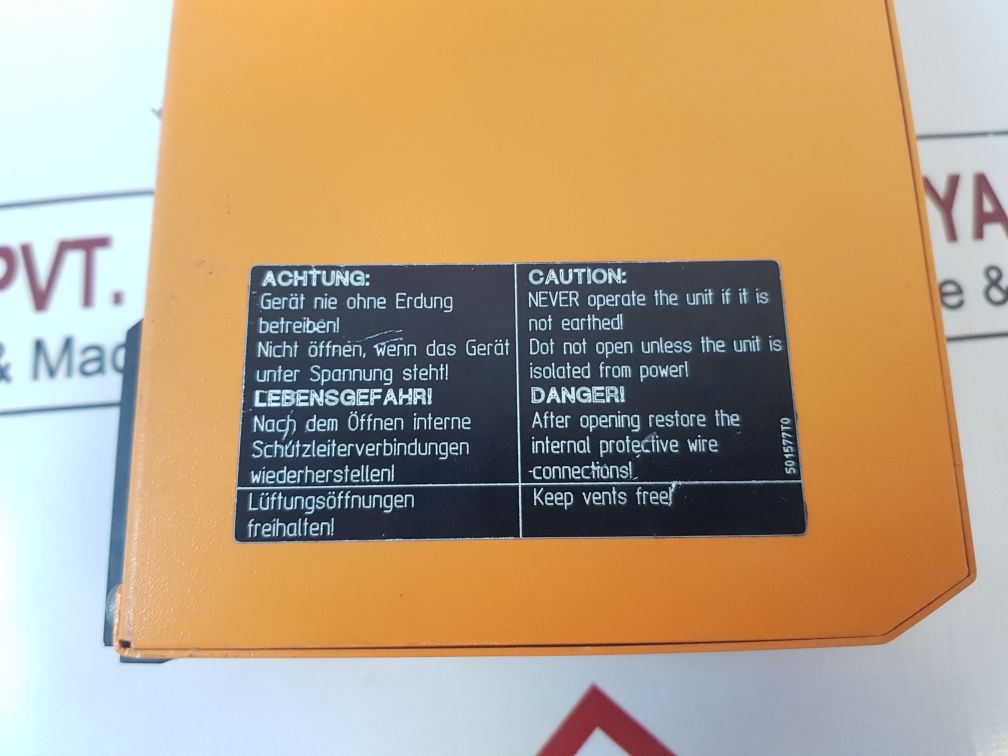 PVT.
& Mac
YA
e &
ACHTUNG:
Gerät nie ohne Erdung
betreiben!
Nicht öffnen, wenn das Gerät
unter Spannung steht!
LEBENSGEFAHR!
Nach dem Öffnen interne
Schutzleiterverbindungen
wiederherstellen!
Lüftungsöffnungen
freihalten!
CAUTION:
NEVER operate the unit if it is
not earthed!
Dot not open unless the unit is
isolated from power!
DANGER!
After opening restore the
internal protective wire
connections!
Keep vents free!
501577T0